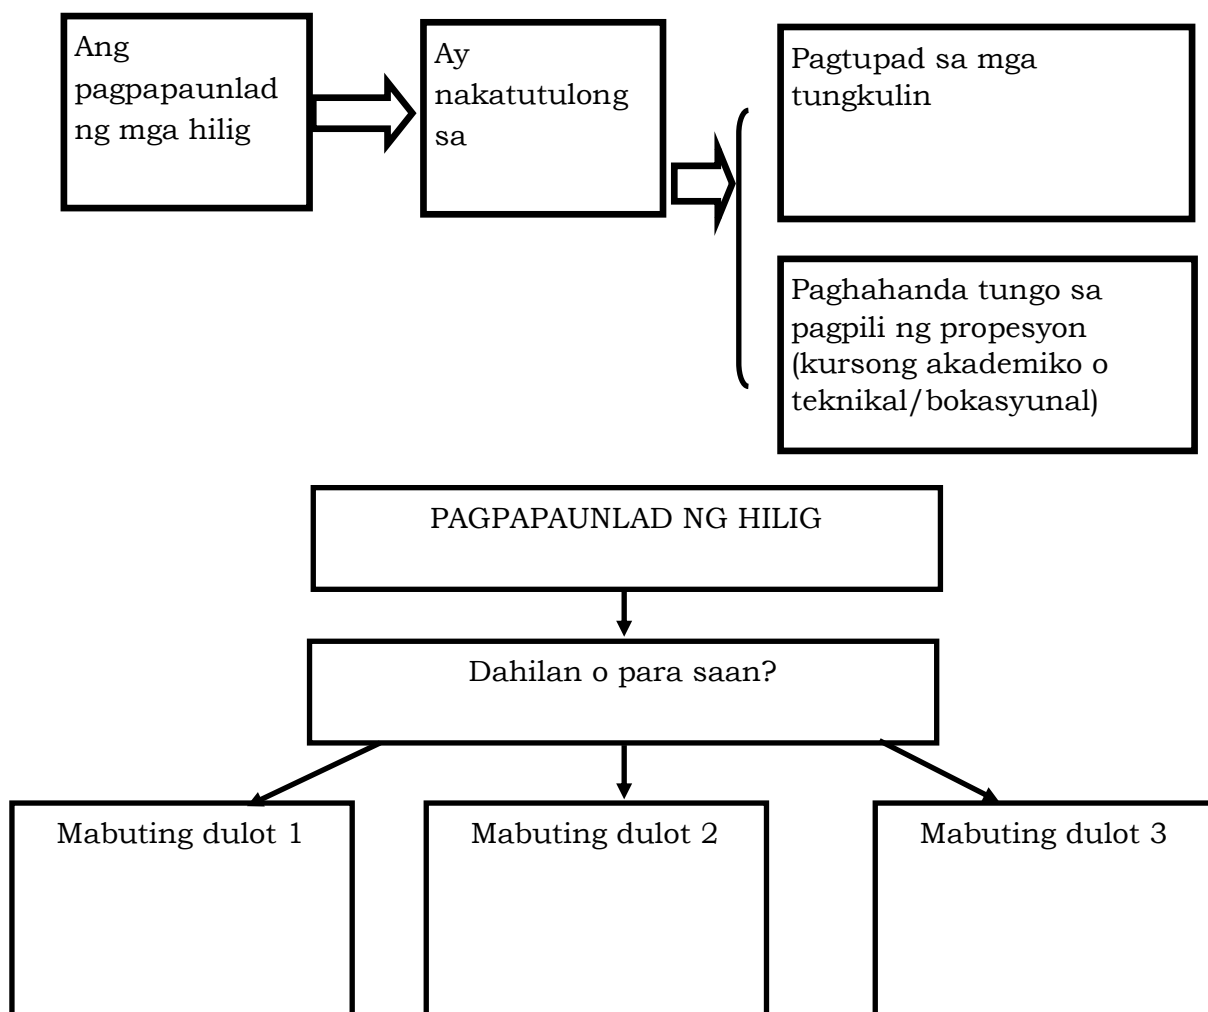 Ang
pagpapaunlad
ng mga hilig
Ay
nakatutulong
sa
Pagtupad sa mga
tungkulin
Paghahanda tungo sa
pagpili ng propesyon
(kursong akademiko o
teknikal/bokasyunal)
PAGPAPAUNLAD NG HILIG
Dahilan o para saan?
Mabuting dulot 1
Mabuting dulot 2
Mabuting dulot 3